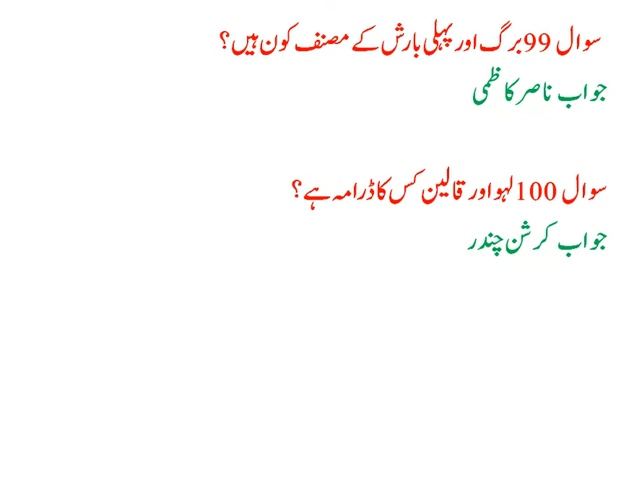 سوال 99 برگ اور پہلی بارش کے مصنف کون ہیں؟
جواب ناصر کاظمی
سوال 100 لہو اور قالین کس کا ڈرامہ ہے؟
جواب کرشن چندر